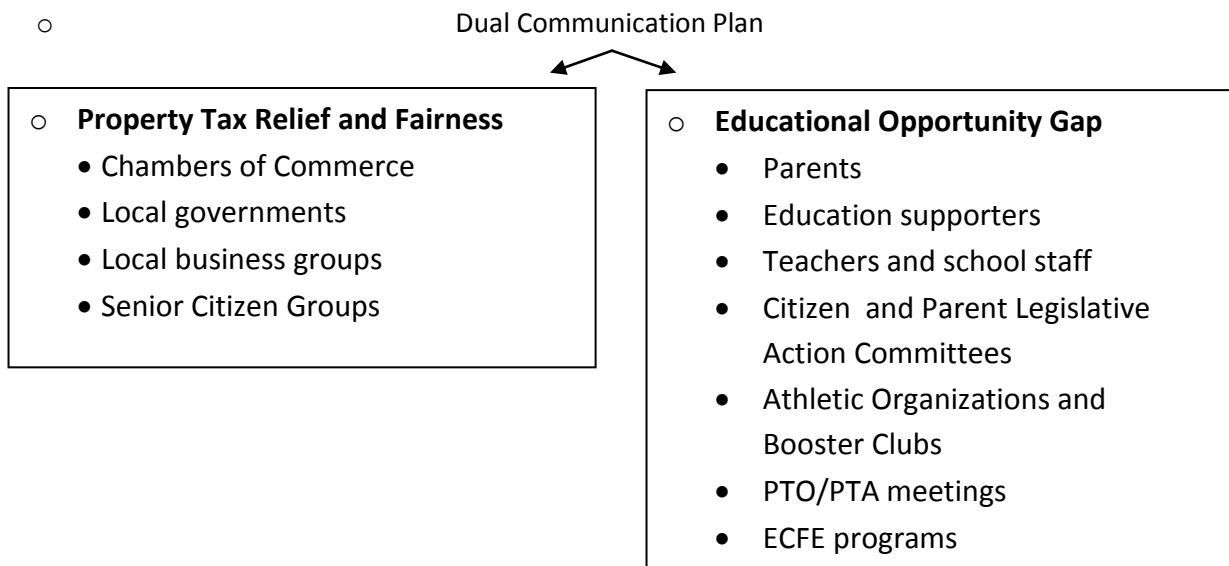 ○ Dual Communication Plan
○ Property Tax Relief and Fairness
• Chambers of Commerce
• Local governments
• Local business groups
• Senior Citizen Groups
○ Educational Opportunity Gap
• Parents
• Education supporters
• Teachers and school staff
• Citizen and Parent Legislative
Action Committees
• Athletic Organizations and
Booster Clubs
• PTO/PTA meetings
• ECFE programs